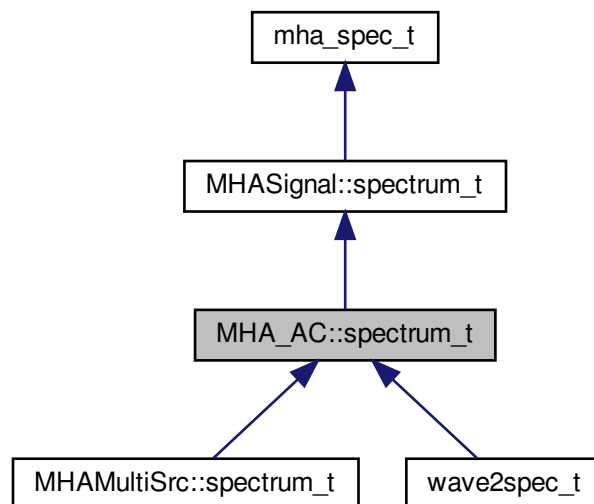 mha_spec_t
MHASignal::spectrum_t
MHA_AC::spectrum_t
MHAMultiSrc::spectrum_t
wave2spec_t